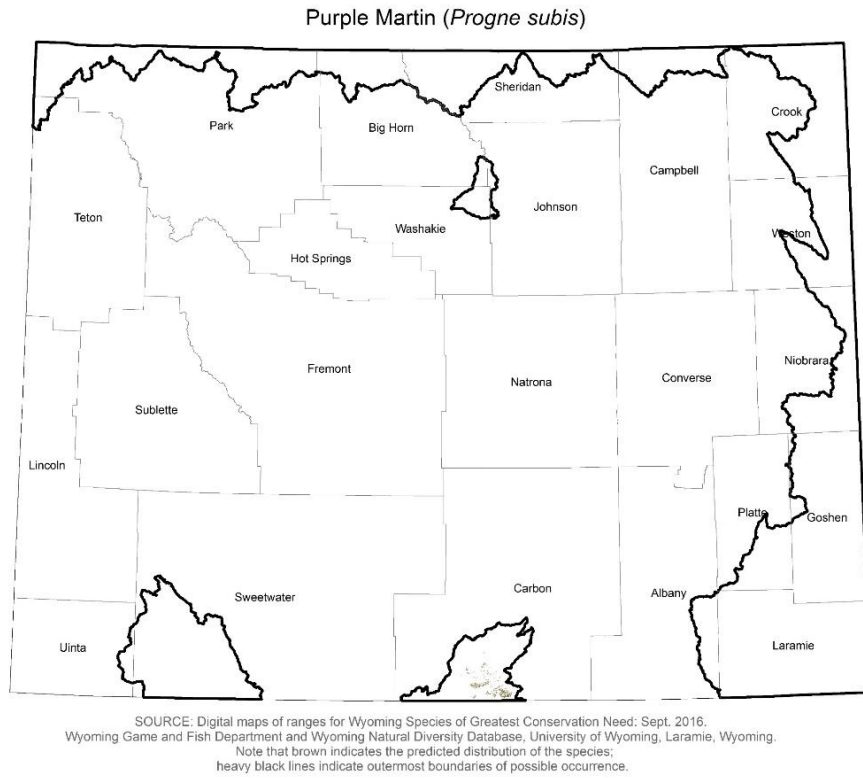 Purple Martin (Progne subis)
Sheridan
Crook
Park
Big Horn
Campbell
Teton
Johnson
Washakie
Weston
Hot Springs
Fremont
Niobrara
Natrona
Converse
Sublette
Lincoln
Platte
Goshen
Sweetwater
Carbon
Albany
Uinta
Laramie
SOURCE: Digital maps of ranges for Wyoming Species of Greatest Conservation Need: Sept. 2016.
Wyoming Game and Fish Department and Wyoming Natural Diversity Database, University of Wyoming, Laramie, Wyoming.
Note that brown indicates the predicted distribution of the species;
heavy black lines indicate outermost boundaries of possible occurrence.